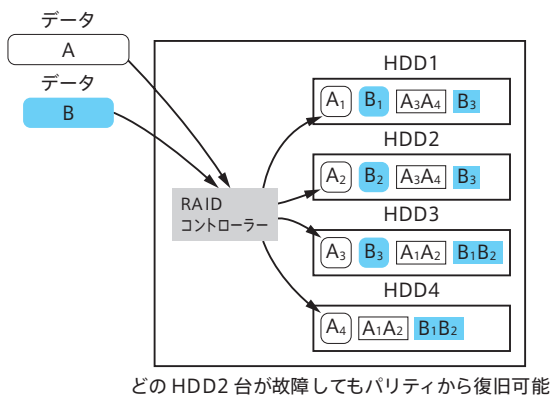 データ
A
データ
B
RAID
コントローラー
HDD1
A₁ B₁ A₃A₄ B₃
HDD2
A₂ B₂ A₃A₄ B₃
HDD3
A₃ B₃ A₁A₂ B₁B₂
HDD4
A₄ A₁A₂ B₁B₂
どの HDD2 台が故障してもパリティから復旧可能